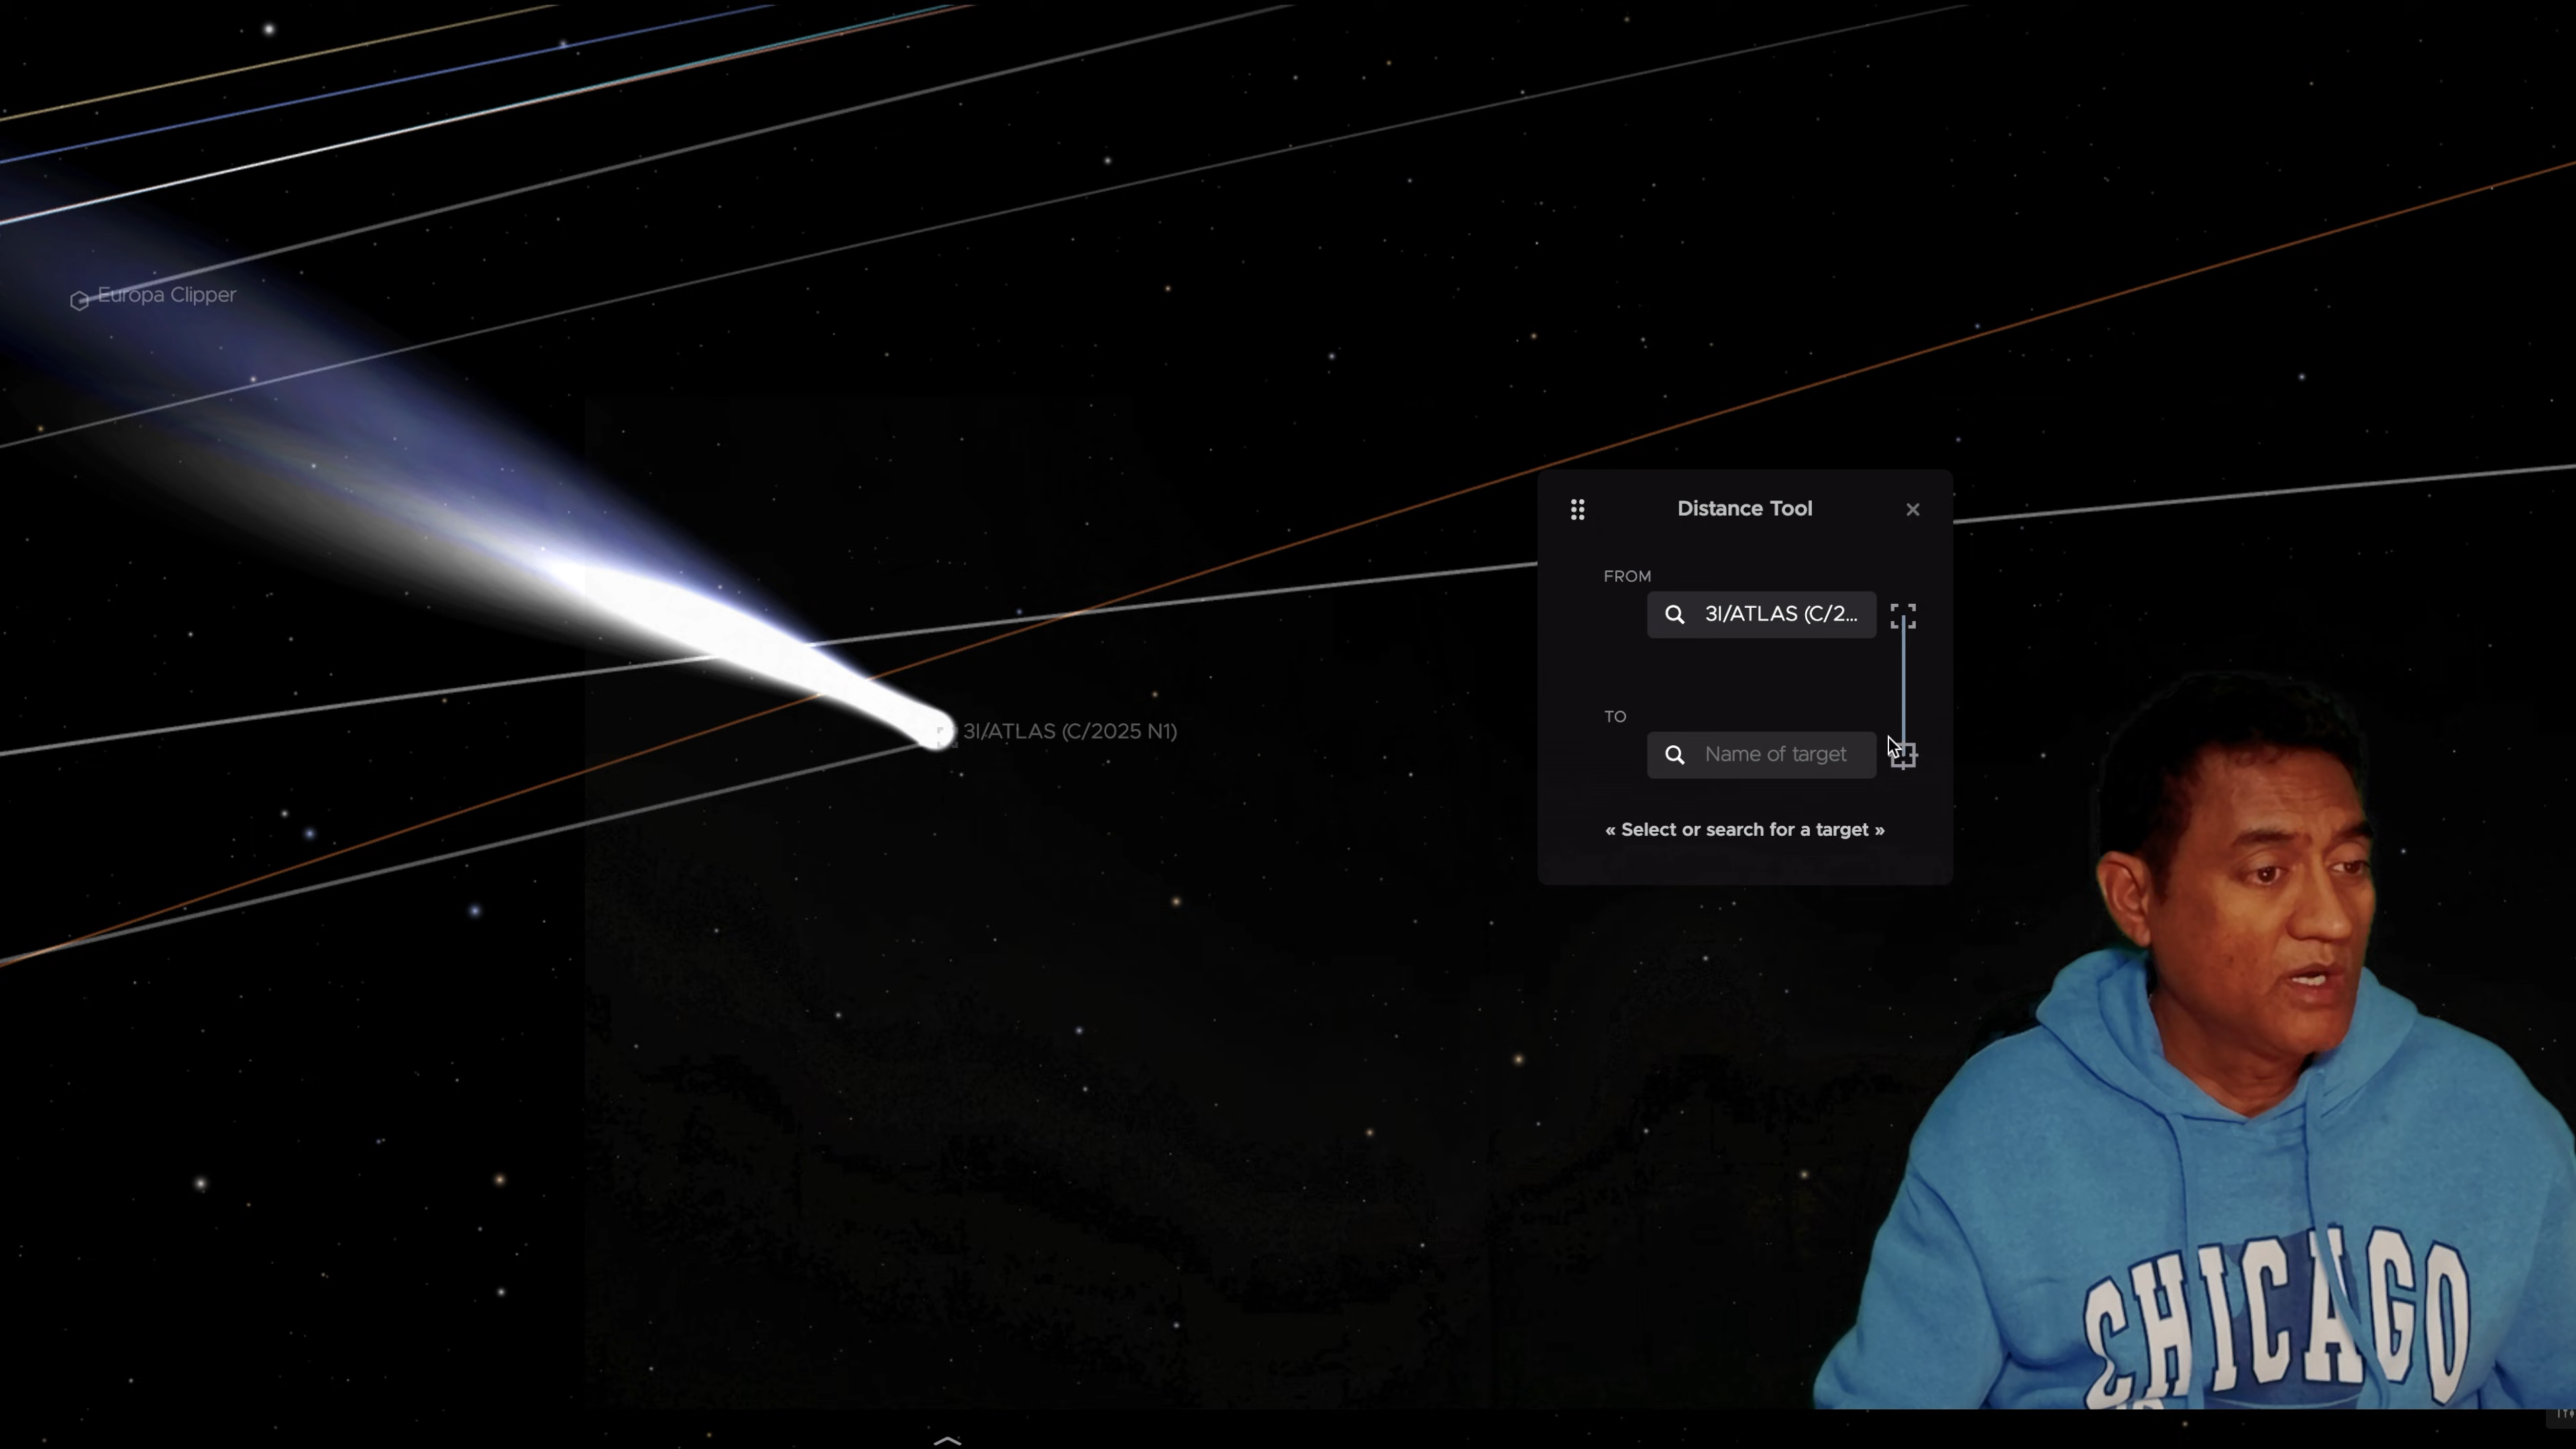 Europa Clipper
Distance Tool
FROM
3I/ATLAS (C/2...
TO
3I/ATLAS (C/2025 N1)
Name of target
« Select or search for a target »
CHICAGO